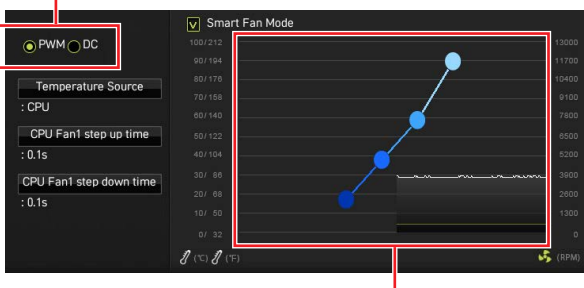 Smart Fan Mode
PWM DC
Temperature Source
: CPU
CPU Fan1 step up time
: 0.1s
CPU Fan1 step down time
: 0.1s
100/212 13000
90/194 11700
80/176 10400
70/158 9100
60/140 7800
50/122 6500
40/104 5200
30/ 86 3900
20/ 68 2600
10/ 50 1300
0/ 32 0
(°C) (°F) (RPM)